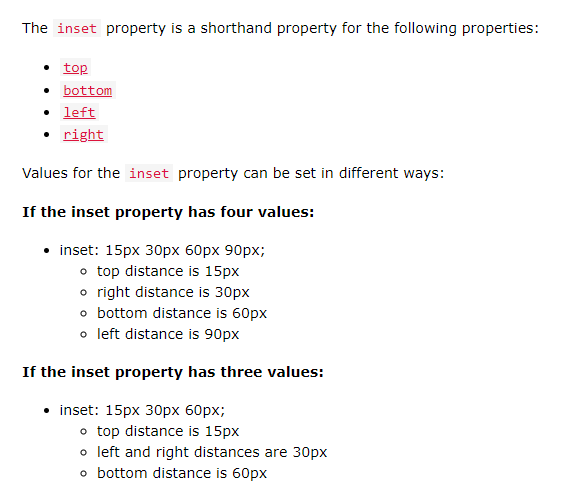 The inset property is a shorthand property for the following properties:
• top
• bottom
• left
• right
Values for the inset property can be set in different ways:
If the inset property has four values:
• inset: 15px 30px 60px 90px;
◦ top distance is 15px
◦ right distance is 30px
◦ bottom distance is 60px
◦ left distance is 90px
If the inset property has three values:
• inset: 15px 30px 60px;
◦ top distance is 15px
◦ left and right distances are 30px
◦ bottom distance is 60px